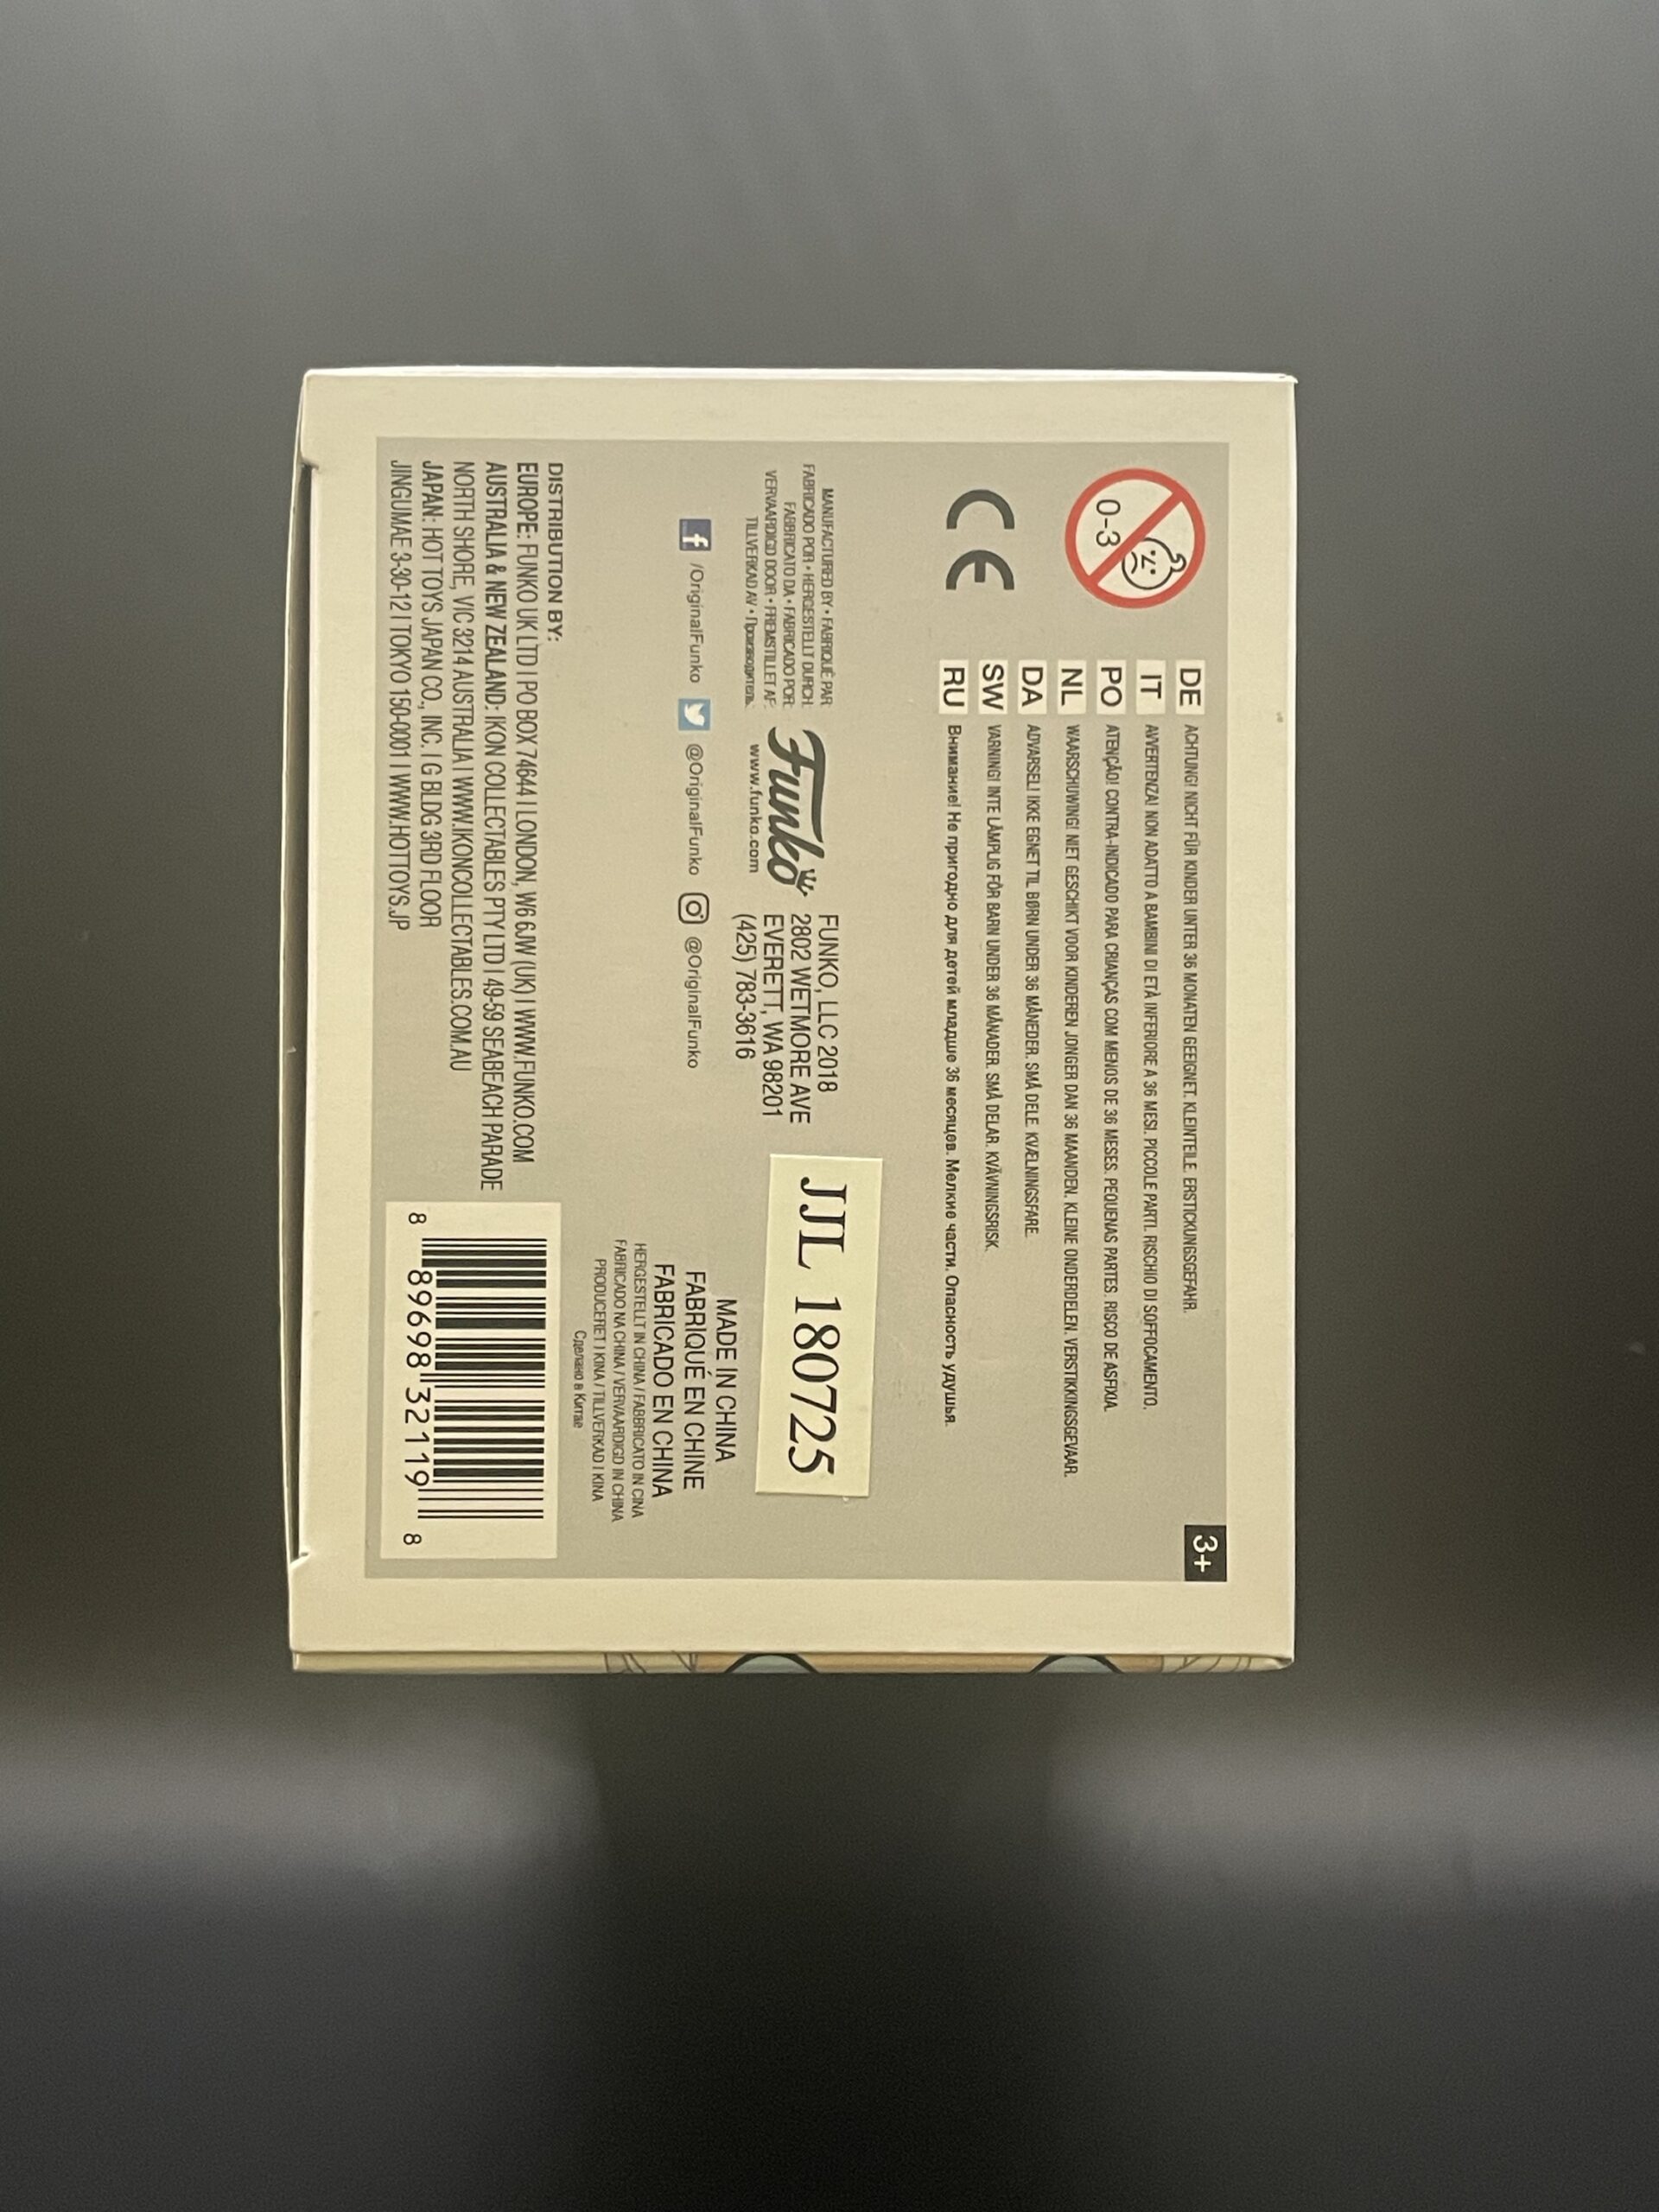 3+
0-3
DE ACHTUNG! NICHT FÜR KINDER UNTER 36 MONATEN GEEIGNET. KLEINTEILE. ERSTICKUNGSGEFAHR.
IT AVVERTENZA! NON ADATTO A BAMBINI DI ETÀ INFERIORE A 36 MESI. PICCOLE PARTI. RISCHIO DI SOFFOCAMENTO.
PO ATENÇÃO! CONTRA-INDICADO PARA CRIANÇAS COM MENOS DE 36 MESES. PEQUENAS PARTES. RISCO DE ASFIXIA.
NL WAARSCHUWING! NIET GESCHIKT VOOR KINDEREN JONGER DAN 36 MAANDEN. KLEINE ONDERDELEN. VERSTIKKINGSGEVAAR.
DA ADVARSEL! IKKE EGNET TIL BØRN UNDER 36 MÅNEDER. SMÅ DELE. KVÆLNINGSFARE.
SW VARNING! INTE LÄMPLIG FÖR BARN UNDER 36 MÅNADER. SMÅ DELAR. KVÄVNINGSRISK.
RU Внимание! Не пригодно для детей младше 36 месяцев. Мелкие части. Опасность удушья.
CE
MANUFACTURED BY • FABRIQUÉ PAR
FABRICADO POR • HERGESTELLT DURCH
FABBRICATO DA • FABRICADO POR:
VERVAARDIGD DOOR • FREMSTILLET AF:
TILLVERKAD AV • Производитель:
Funko
www.funko.com
FUNKO, LLC 2018
2802 WETMORE AVE
EVERETT, WA 98201
(425) 783-3616
JJL 180725
/OriginalFunko @OriginalFunko @OriginalFunko
MADE IN CHINA
FABRIQUÉ EN CHINE
FABRICADO EN CHINA
HERGESTELLT IN CHINA / FABBRICATO IN CINA
FABRICADO NA CHINA / VERVAARDIGD IN CHINA
PRODUCERET I KINA / TILLVERKAD I KINA
Сделано в Китае
DISTRIBUTION BY:
EUROPE: FUNKO UK LTD | PO BOX 7464 | LONDON, W6 6JW (UK) | WWW.FUNKO.COM
AUSTRALIA & NEW ZEALAND: IKON COLLECTABLES PTY LTD | 49-59 SEABEACH PARADE
NORTH SHORE, VIC 3214 AUSTRALIA | WWW.IKONCOLLECTABLES.COM.AU
JAPAN: HOT TOYS JAPAN CO., INC. | G BLDG 3RD FLOOR
JINGUMAE 3-30-12 | TOKYO 150-0001 | WWW.HOTTOYS.JP
8 89698 32119 8